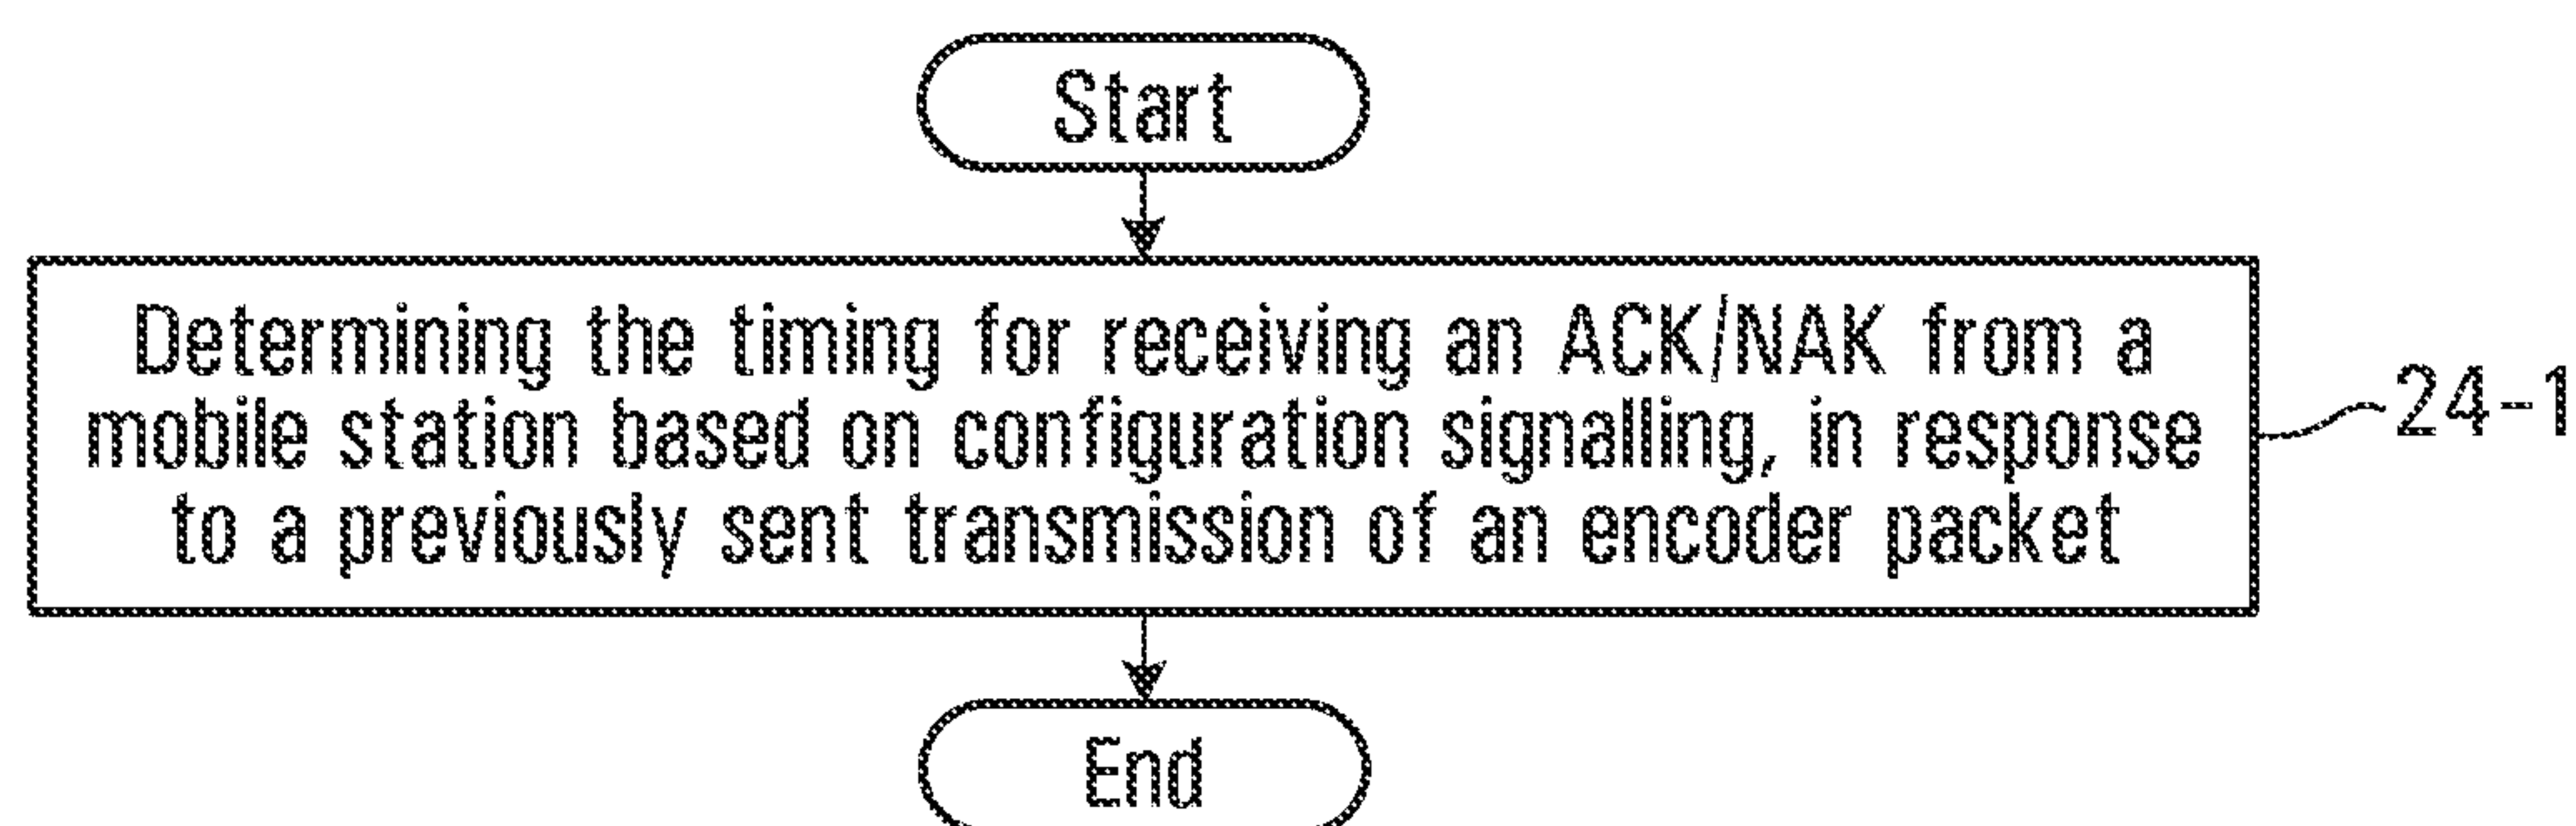 Start
Determining the timing for receiving an ACK/NAK from a
mobile station based on configuration signalling, in response
to a previously sent transmission of an encoder packet
24-1
End